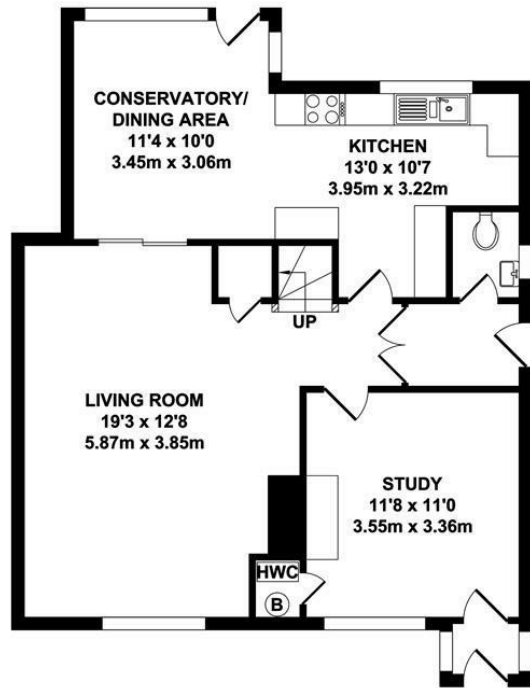 CONSERVATORY/
DINING AREA
11'4 x 10'0
3.45m x 3.06m
KITCHEN
13'0 x 10'7
3.95m x 3.22m
UP
LIVING ROOM
19'3 x 12'8
5.87m x 3.85m
STUDY
11'8 x 11'0
3.55m x 3.36m
HWC
B